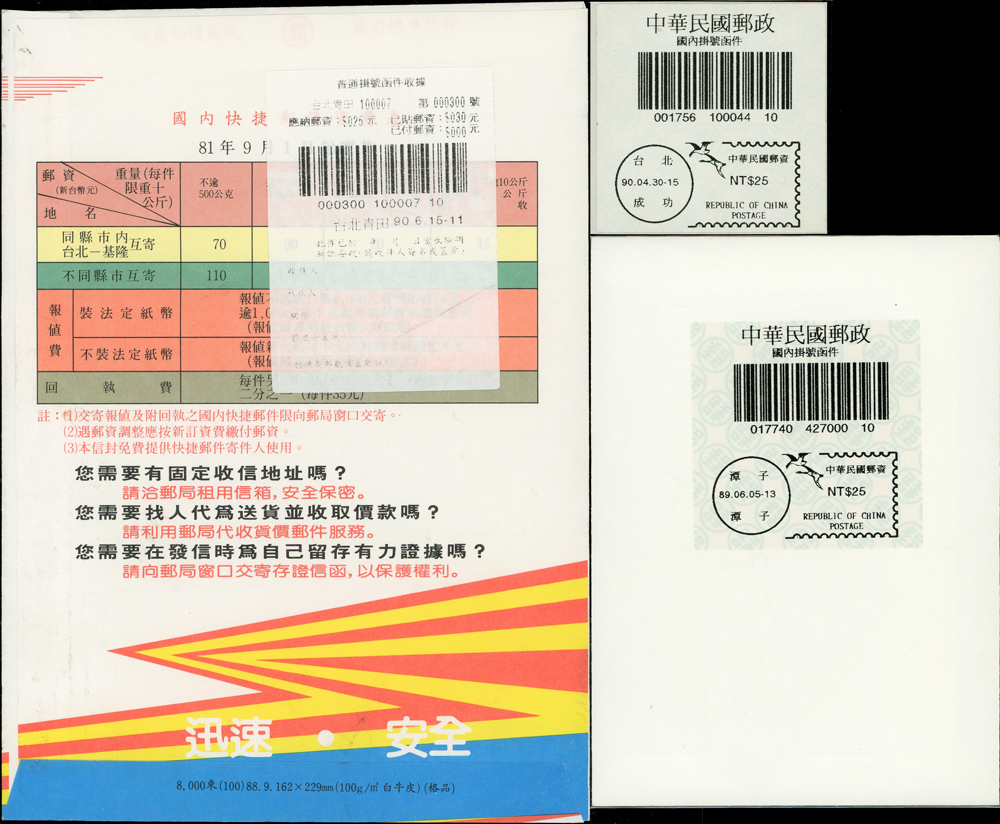 國內快捷
81年9月1
郵資
(新台幣元)
重量(每件
限重十
公斤)
地名
不逾
500公克
逾10公斤
公斤
收
同縣市內
台北－基隆
互寄
70
90
15
不同縣市互寄
110
報值費
裝法定紙幣
報值
逾1,0
(報值
不裝法定紙幣
報值
(報值
回執費
每件
二分之一(每件35元)
註：(1)交寄報值及附回執之國內快捷郵件限向郵局窗口交寄。
(2)遇郵資調整應按新訂資費繳付郵資。
(3)本信封免費提供快捷郵件寄件人使用。
您需要有固定收信地址嗎？
請洽郵局租用信箱,安全保密。
您需要找人代為送貨並收取價款嗎？
請利用郵局代收貨價郵件服務。
您需要在發信時為自己留存有力證據嗎？
請向郵局窗口交寄存證信函,以保護權利。
迅速・安全
8,000束(100)88.9.162×229mm(100g/㎡白牛皮)(格品)
普通掛號函件收據
台北青田 100007 第 000300 號
應納郵資：$025元 已貼郵資：$030元
已付郵資：$000元
000300 100007 10
台北青田 90.6.15-11
中華民國郵政
國內掛號函件
001756 100044 10
台北
90.04.30-15
成功
中華民國郵資
NT$25
REPUBLIC OF CHINA
POSTAGE
中華民國郵政
國內掛號函件
017740 427000 10
潭子
89.06.05-13
潭子
中華民國郵資
NT$25
REPUBLIC OF CHINA
POSTAGE